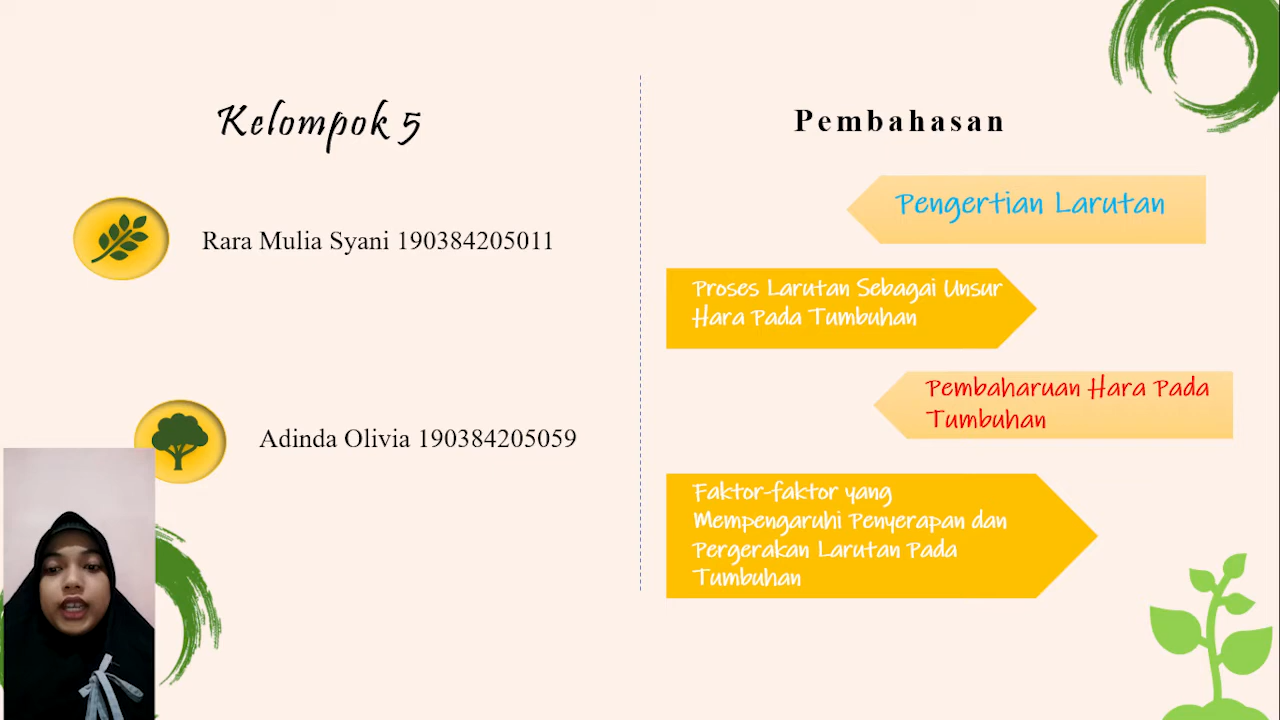 Kelompok 5
Rara Mulia Syani 190384205011
Adinda Olivia 190384205059
Pembahasan
Pengertian Larutan
Proses Larutan Sebagai Unsur
Hara Pada Tumbuhan
Pembaharuan Hara Pada
Tumbuhan
Faktor-faktor yang
Mempengaruhi Penyerapan dan
Pergerakan Larutan Pada
Tumbuhan